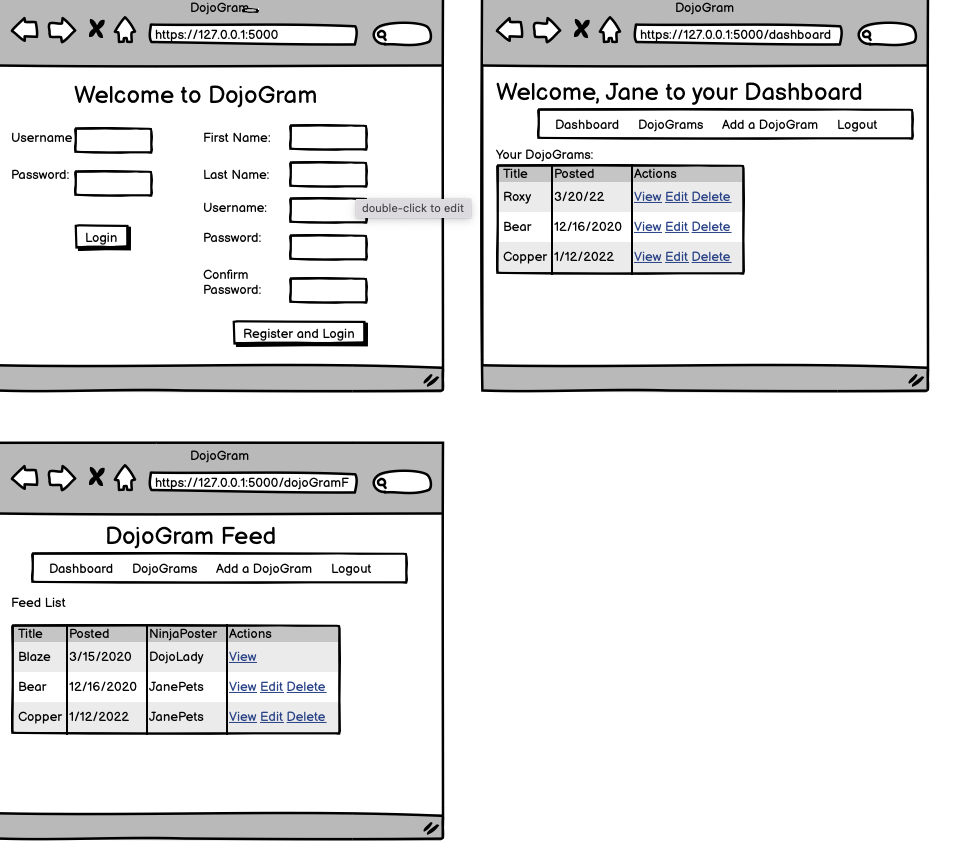 DojoGram
https://127.0.0.1:5000
Welcome to DojoGram
Username
Password:
Login
First Name:
Last Name:
Username:
double-click to edit
Password:
Confirm
Password:
Register and Login
DojoGram
https://127.0.0.1:5000/dashboard
Welcome, Jane to your Dashboard
Dashboard DojoGrams Add a DojoGram Logout
Your DojoGrams:
Title Posted Actions
Roxy 3/20/22 View Edit Delete
Bear 12/16/2020 View Edit Delete
Copper 1/12/2022 View Edit Delete
DojoGram
https://127.0.0.1:5000/dojoGramF
DojoGram Feed
Dashboard DojoGrams Add a DojoGram Logout
Feed List
Title Posted NinjaPoster Actions
Blaze 3/15/2020 DojoLady View
Bear 12/16/2020 JanePets View Edit Delete
Copper 1/12/2022 JanePets View Edit Delete